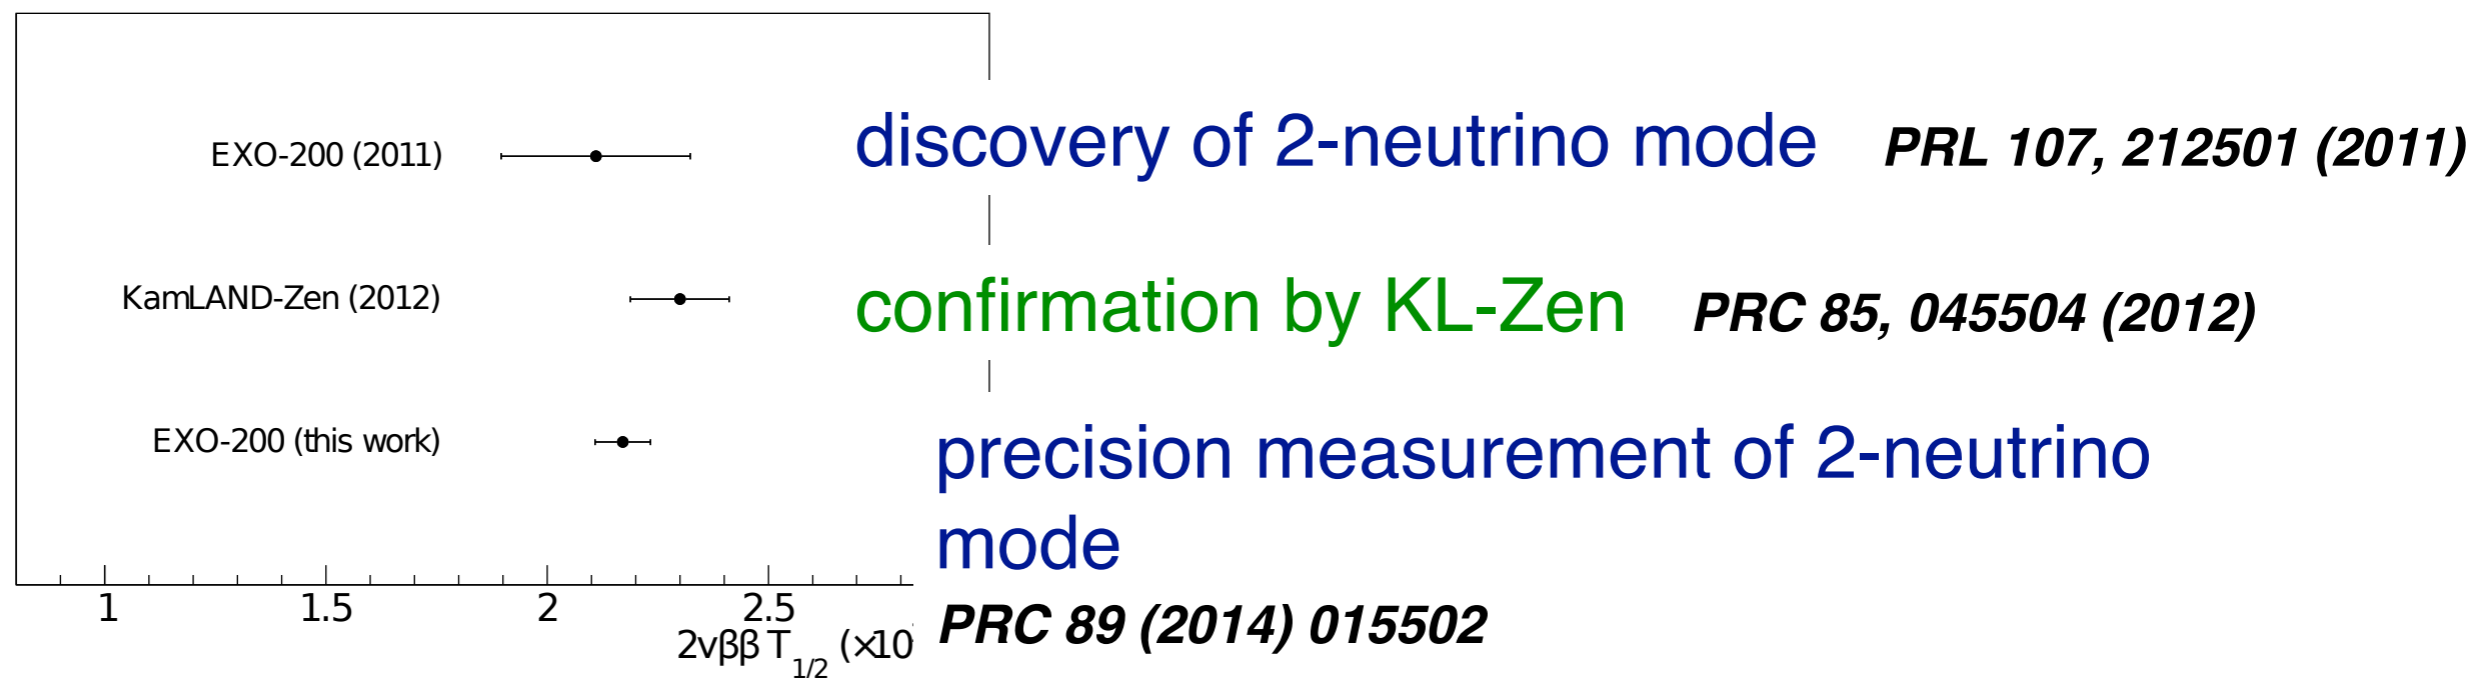 EXO-200 (2011)
discovery of 2-neutrino mode PRL 107, 212501 (2011)
KamLAND-Zen (2012)
confirmation by KL-Zen PRC 85, 045504 (2012)
EXO-200 (this work)
precision measurement of 2-neutrino
mode
1 1.5 2 2.5
PRC 89 (2014) 015502
2νββ T1/2 (×10